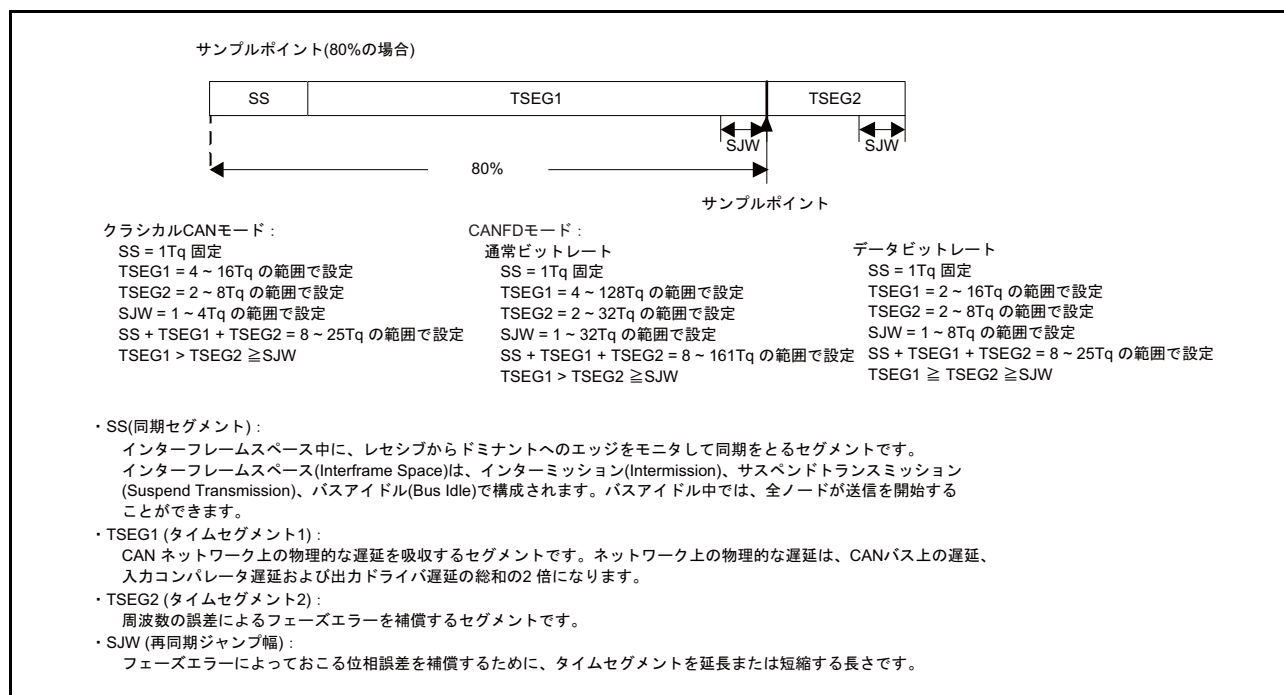 サンプルポイント(80%の場合)
SS
TSEG1
TSEG2
SJW
SJW
80%
サンプルポイント
クラシカルCANモード：
SS = 1Tq 固定
TSEG1 = 4 ~ 16Tq の範囲で設定
TSEG2 = 2 ~ 8Tq の範囲で設定
SJW = 1 ~ 4Tq の範囲で設定
SS + TSEG1 + TSEG2 = 8 ~ 25Tq の範囲で設定
TSEG1 > TSEG2 ≧SJW
CANFDモード：
通常ビットレート
SS = 1Tq 固定
TSEG1 = 4 ~ 128Tq の範囲で設定
TSEG2 = 2 ~ 32Tq の範囲で設定
SJW = 1 ~ 32Tq の範囲で設定
SS + TSEG1 + TSEG2 = 8 ~ 161Tq の範囲で設定
TSEG1 > TSEG2 ≧SJW
データビットレート
SS = 1Tq 固定
TSEG1 = 2 ~ 16Tq の範囲で設定
TSEG2 = 2 ~ 8Tq の範囲で設定
SJW = 1 ~ 8Tq の範囲で設定
SS + TSEG1 + TSEG2 = 8 ~ 25Tq の範囲で設定
TSEG1 ≧ TSEG2 ≧SJW
・SS(同期セグメント)：
インターフレームスペース中に、レセシブからドミナントへのエッジをモニタして同期をとるセグメントです。
インターフレームスペース(Interframe Space)は、インターミッション(Intermission)、サスペンドトランスミッション
(Suspend Transmission)、バスアイドル(Bus Idle)で構成されます。バスアイドル中では、全ノードが送信を開始する
ことができます。
・TSEG1 (タイムセグメント1)：
CAN ネットワーク上の物理的な遅延を吸収するセグメントです。ネットワーク上の物理的な遅延は、CANバス上の遅延、
入力コンパレータ遅延および出力ドライバ遅延の総和の2 倍になります。
・TSEG2 (タイムセグメント2)：
周波数の誤差によるフェーズエラーを補償するセグメントです。
・SJW (再同期ジャンプ幅)：
フェーズエラーによっておこる位相誤差を補償するために、タイムセグメントを延長または短縮する長さです。